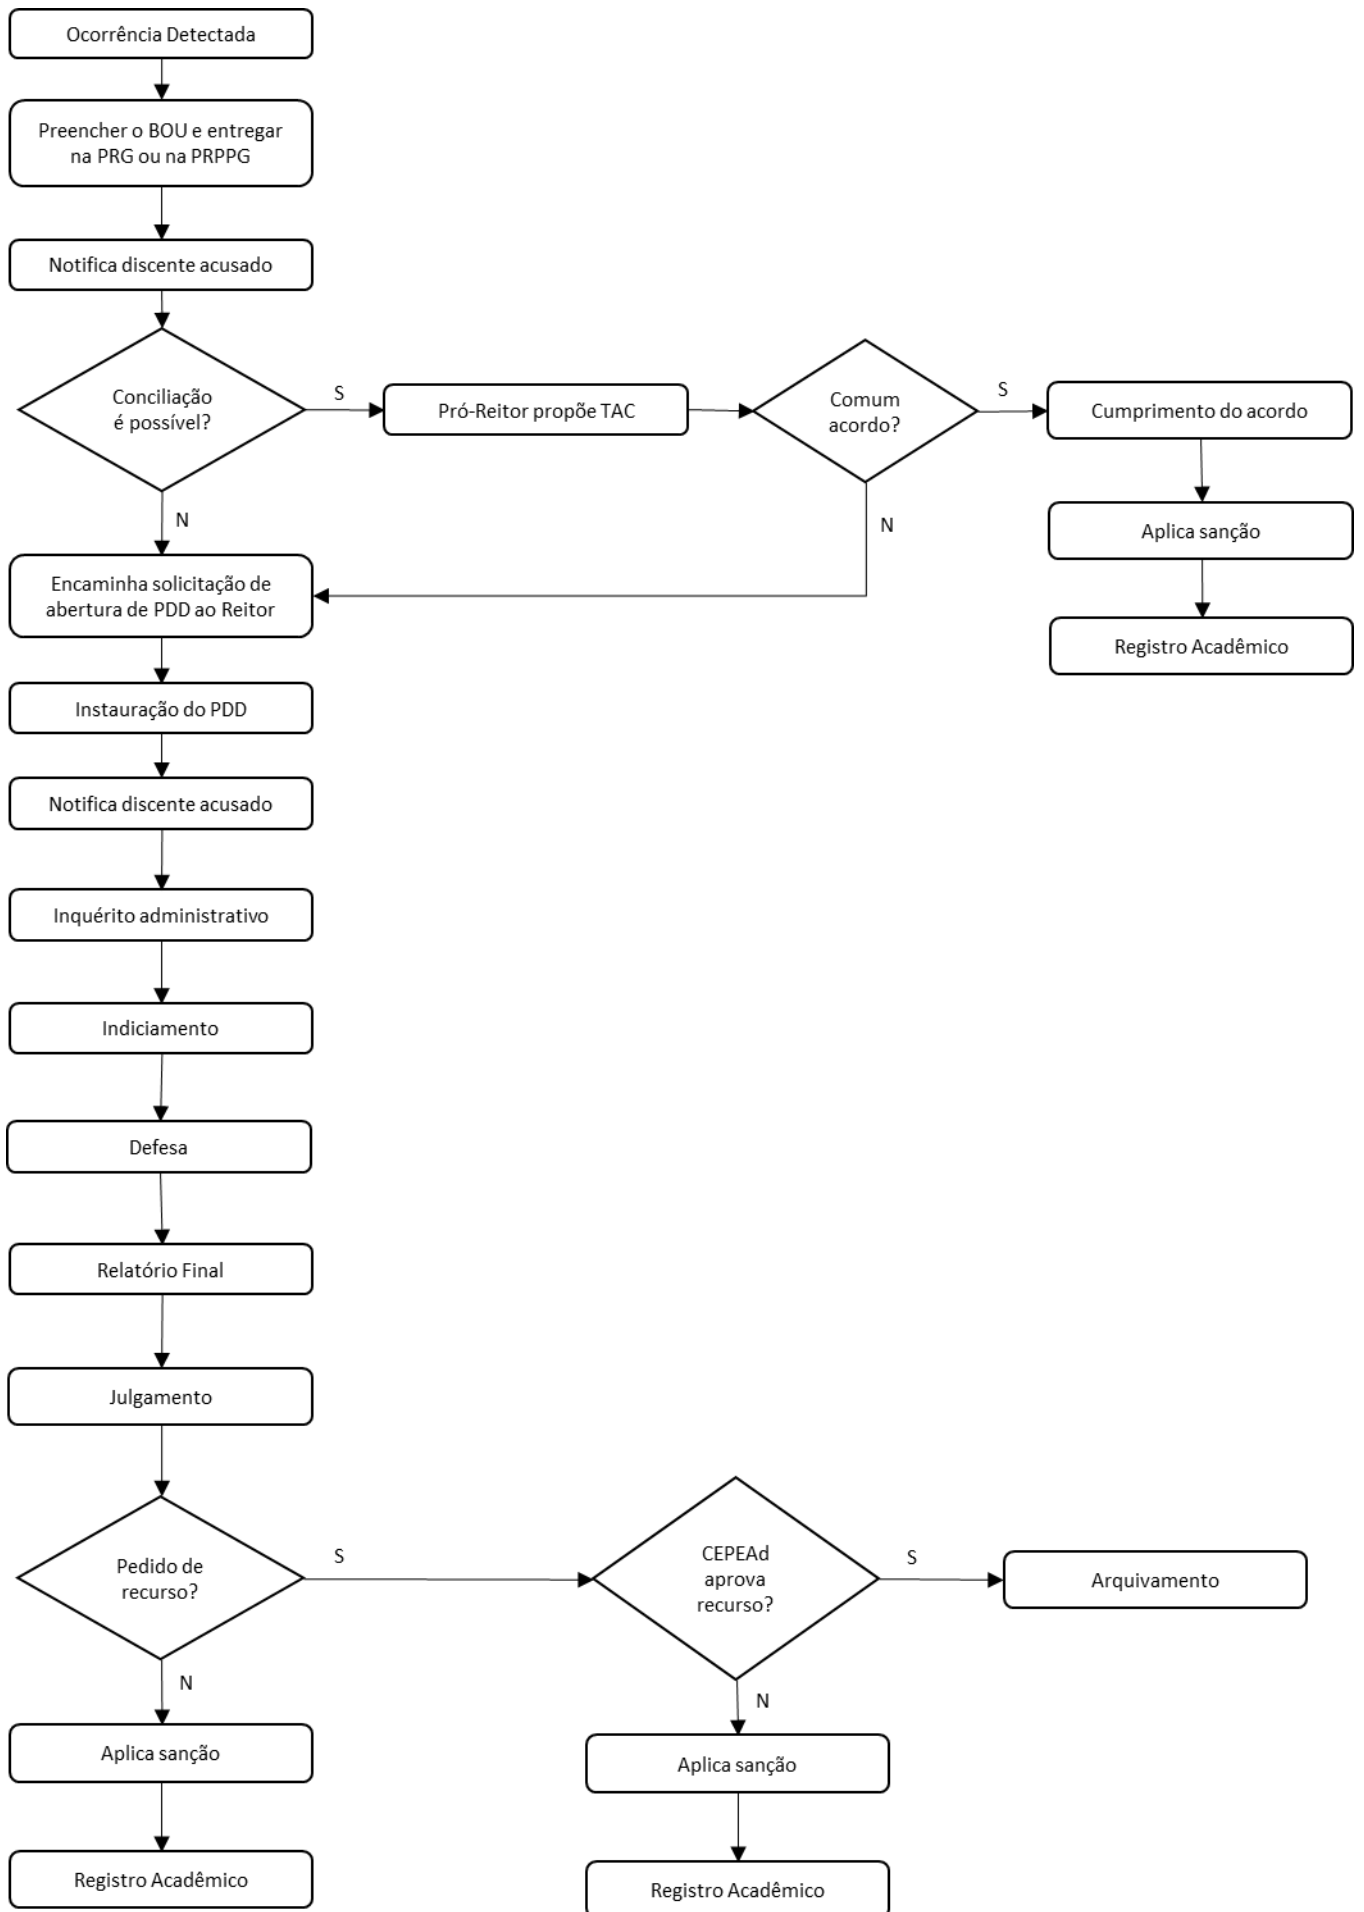 Ocorrência Detectada
Preencher o BOU e entregar
na PRG ou na PRPPG
Notifica discente acusado
Conciliação
é possível?
S
Pró-Reitor propõe TAC
Comum
acordo?
S
Cumprimento do acordo
Aplica sanção
Registro Acadêmico
N
N
Encaminha solicitação de
abertura de PDD ao Reitor
Instauração do PDD
Notifica discente acusado
Inquérito administrativo
Indiciamento
Defesa
Relatório Final
Julgamento
Pedido de
recurso?
S
CEPEAd
aprova
recurso?
S
Arquivamento
N
Aplica sanção
Registro Acadêmico
N
Aplica sanção
Registro Acadêmico